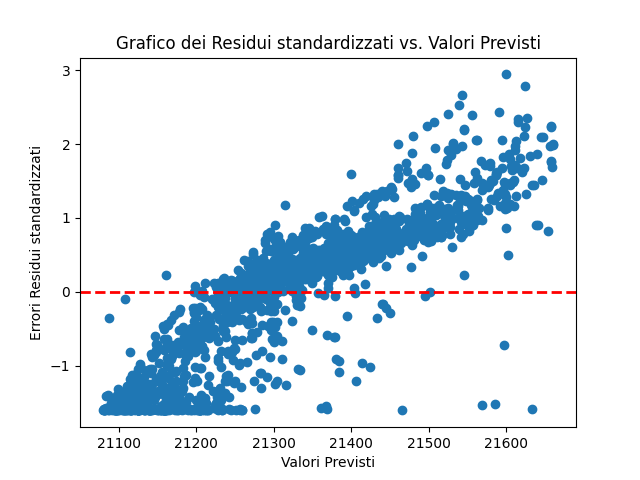 Grafico dei Residui standardizzati vs. Valori Previsti
Errori Residui standardizzati
3
2
1
0
−1
21100 21200 21300 21400 21500 21600
Valori Previsti